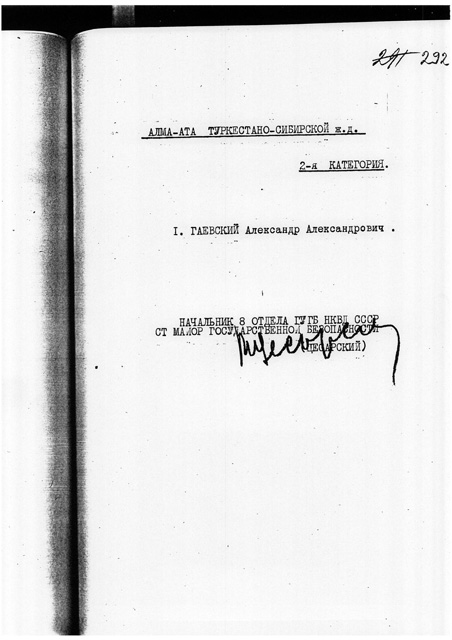 292
АЛМА-АТА ТУРКЕСТАНО-СИБИРСКОЙ ж.д.
2-я КАТЕГОРИЯ.
I. ГАЕВСКИЙ Александр Александрович .
НАЧАЛЬНИК 8 ОТДЕЛА ГУГБ НКВД СССР
СТ МАЙОР ГОСУДАРСТВЕННОЙ БЕЗОПАСНОСТИ
(ЦЕСАРСКИЙ)